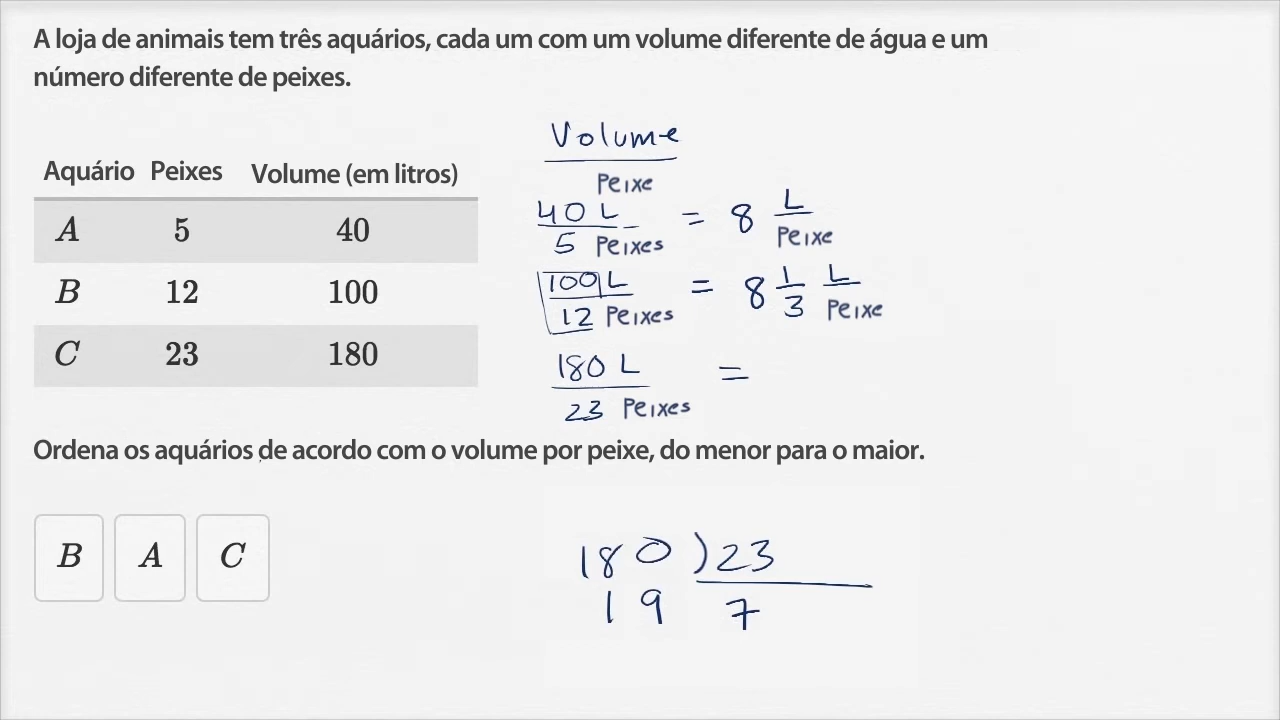 A loja de animais tem três aquários, cada um com um volume diferente de água e um
número diferente de peixes.
Aquário Peixes Volume (em litros)
A 5 40
B 12 100
C 23 180
Volume
Peixe
40 L
5 Peixes
= 8 L
Peixe
100 L
12 Peixes
= 8 1/3 L
Peixe
180 L
23 Peixes
=
Ordena os aquários de acordo com o volume por peixe, do menor para o maior.
B A C
180 ) 23
19 7